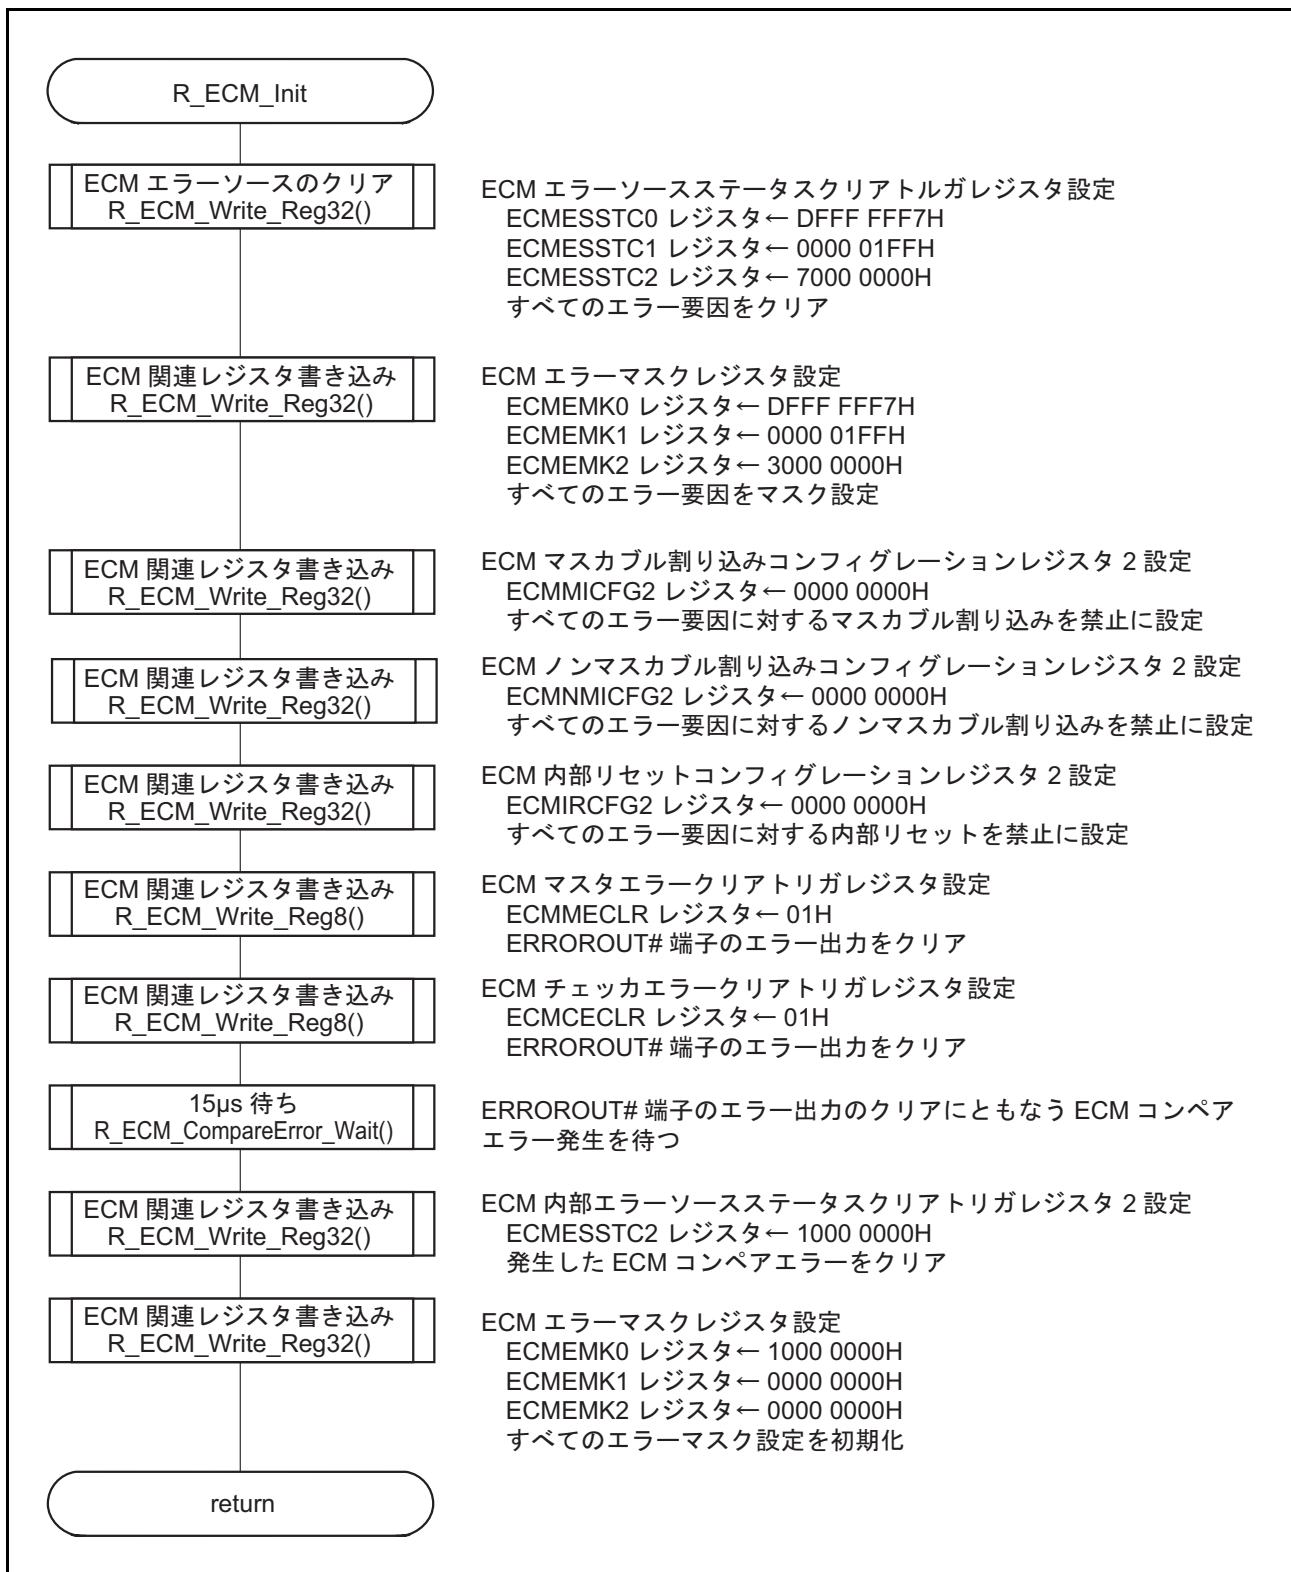 R_ECM_Init
ECM エラーソースのクリア
R_ECM_Write_Reg32()
ECM エラーソースステータスクリアトルガレジスタ設定
ECMESSTC0 レジスタ← DFFF FFF7H
ECMESSTC1 レジスタ← 0000 01FFH
ECMESSTC2 レジスタ← 7000 0000H
すべてのエラー要因をクリア
ECM 関連レジスタ書き込み
R_ECM_Write_Reg32()
ECM エラーマスクレジスタ設定
ECMEMK0 レジスタ← DFFF FFF7H
ECMEMK1 レジスタ← 0000 01FFH
ECMEMK2 レジスタ← 3000 0000H
すべてのエラー要因をマスク設定
ECM 関連レジスタ書き込み
R_ECM_Write_Reg32()
ECM マスカブル割り込みコンフィグレーションレジスタ 2 設定
ECMMICFG2 レジスタ← 0000 0000H
すべてのエラー要因に対するマスカブル割り込みを禁止に設定
ECM 関連レジスタ書き込み
R_ECM_Write_Reg32()
ECM ノンマスカブル割り込みコンフィグレーションレジスタ 2 設定
ECMNMICFG2 レジスタ← 0000 0000H
すべてのエラー要因に対するノンマスカブル割り込みを禁止に設定
ECM 関連レジスタ書き込み
R_ECM_Write_Reg32()
ECM 内部リセットコンフィグレーションレジスタ 2 設定
ECMIRCFG2 レジスタ← 0000 0000H
すべてのエラー要因に対する内部リセットを禁止に設定
ECM 関連レジスタ書き込み
R_ECM_Write_Reg8()
ECM マスタエラークリアトリガレジスタ設定
ECMMECLR レジスタ← 01H
ERROROUT# 端子のエラー出力をクリア
ECM 関連レジスタ書き込み
R_ECM_Write_Reg8()
ECM チェッカエラークリアトリガレジスタ設定
ECMCECLR レジスタ← 01H
ERROROUT# 端子のエラー出力をクリア
15µs 待ち
R_ECM_CompareError_Wait()
ERROROUT# 端子のエラー出力のクリアにともなう ECM コンペア
エラー発生を待つ
ECM 関連レジスタ書き込み
R_ECM_Write_Reg32()
ECM 内部エラーソースステータスクリアトリガレジスタ 2 設定
ECMESSTC2 レジスタ← 1000 0000H
発生した ECM コンペアエラーをクリア
ECM 関連レジスタ書き込み
R_ECM_Write_Reg32()
ECM エラーマスクレジスタ設定
ECMEMK0 レジスタ← 1000 0000H
ECMEMK1 レジスタ← 0000 0000H
ECMEMK2 レジスタ← 0000 0000H
すべてのエラーマスク設定を初期化
return